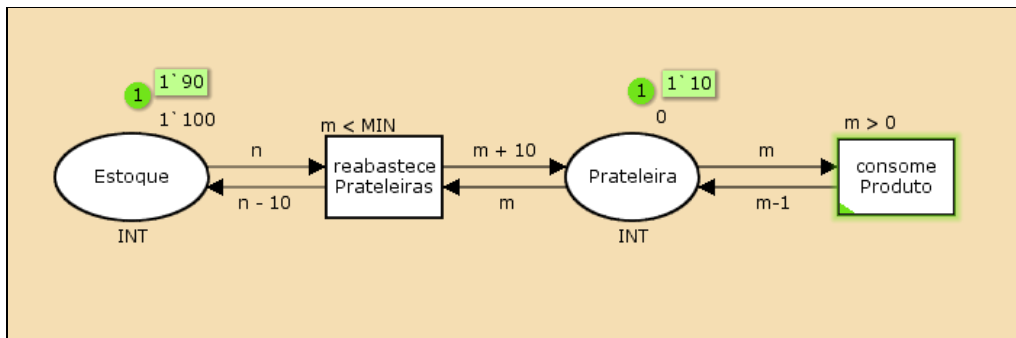 1
1`90
1`100
Estoque
INT
n
n - 10
m < MIN
reabastece
Prateleiras
m + 10
m
1
1`10
0
Prateleira
INT
m
m-1
m > 0
consome
Produto